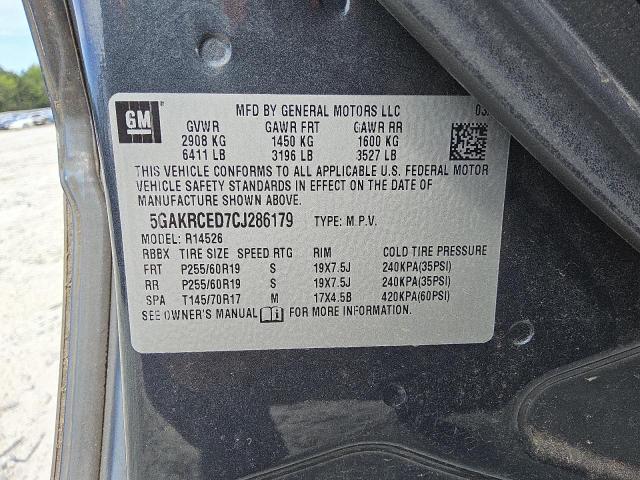 MFD BY GENERAL MOTORS LLC
GM
GVWR GAWR FRT GAWR RR
2908 KG 1450 KG 1600 KG
6411 LB 3196 LB 3527 LB
THIS VEHICLE CONFORMS TO ALL APPLICABLE U.S. FEDERAL MOTOR
VEHICLE SAFETY STANDARDS IN EFFECT ON THE DATE OF
MANUFACTURE SHOWN ABOVE.
5GAKRCED7CJ286179 TYPE: M.P.V.
MODEL: R14526
RBBX TIRE SIZE SPEED RTG RIM COLD TIRE PRESSURE
FRT P255/60R19 S 19X7.5J 240KPA(35PSI)
RR P255/60R19 S 19X7.5J 240KPA(35PSI)
SPA T145/70R17 M 17X4.5B 420KPA(60PSI)
SEE OWNER'S MANUAL FOR MORE INFORMATION.